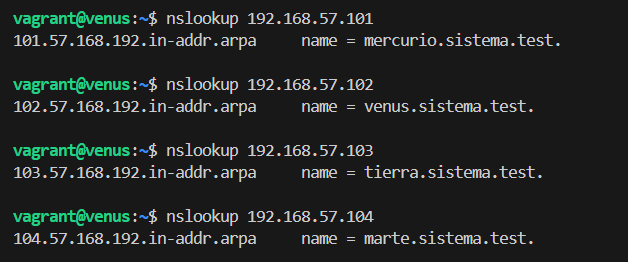 vagrant@venus:~$ nslookup 192.168.57.101
101.57.168.192.in-addr.arpa     name = mercurio.sistema.test.
vagrant@venus:~$ nslookup 192.168.57.102
102.57.168.192.in-addr.arpa     name = venus.sistema.test.
vagrant@venus:~$ nslookup 192.168.57.103
103.57.168.192.in-addr.arpa     name = tierra.sistema.test.
vagrant@venus:~$ nslookup 192.168.57.104
104.57.168.192.in-addr.arpa     name = marte.sistema.test.